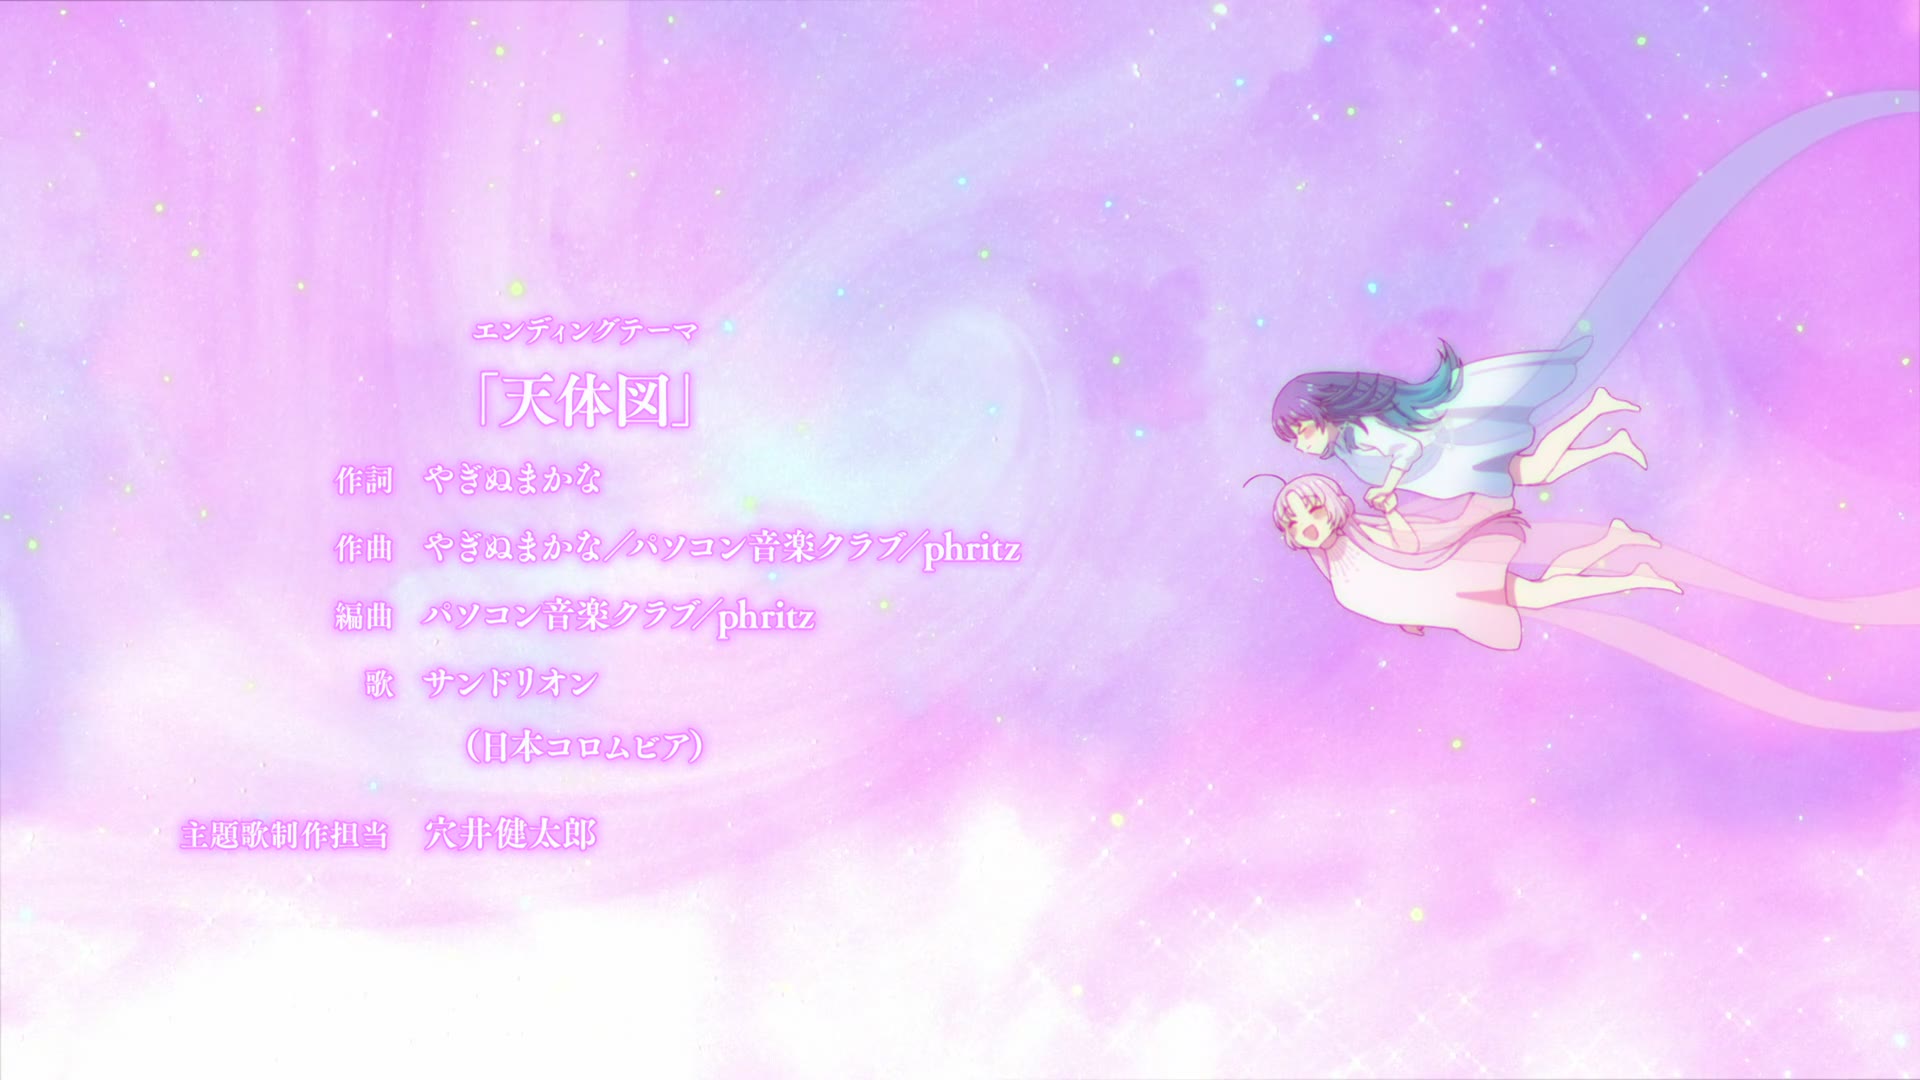 エンディングテーマ
「天体図」
作詞 やぎぬまかな
作曲 やぎぬまかな／パソコン音楽クラブ／phritz
編曲 パソコン音楽クラブ／phritz
歌 サンドリオン
（日本コロムビア）
主題歌制作担当 穴井健太郎